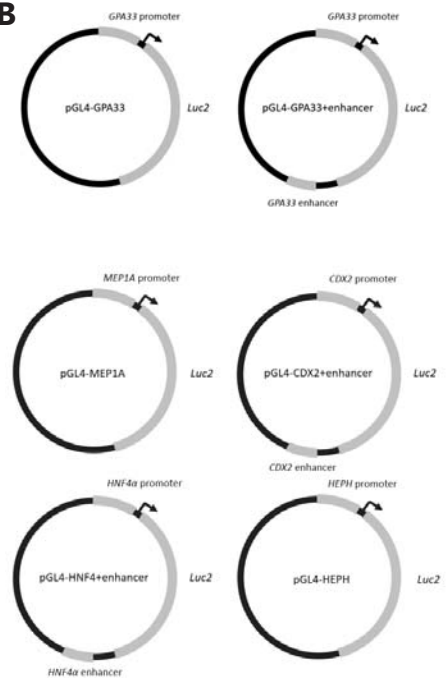 B
GPA33 promoter
GPA33 promoter
pGL4-GPA33
Luc2
pGL4-GPA33+enhancer
Luc2
GPA33 enhancer
MEP1A promoter
CDX2 promoter
pGL4-MEP1A
Luc2
pGL4-CDX2+enhancer
Luc2
CDX2 enhancer
HNF4α promoter
HEPH promoter
pGL4-HNF4+enhancer
Luc2
pGL4-HEPH
Luc2
HNF4α enhancer